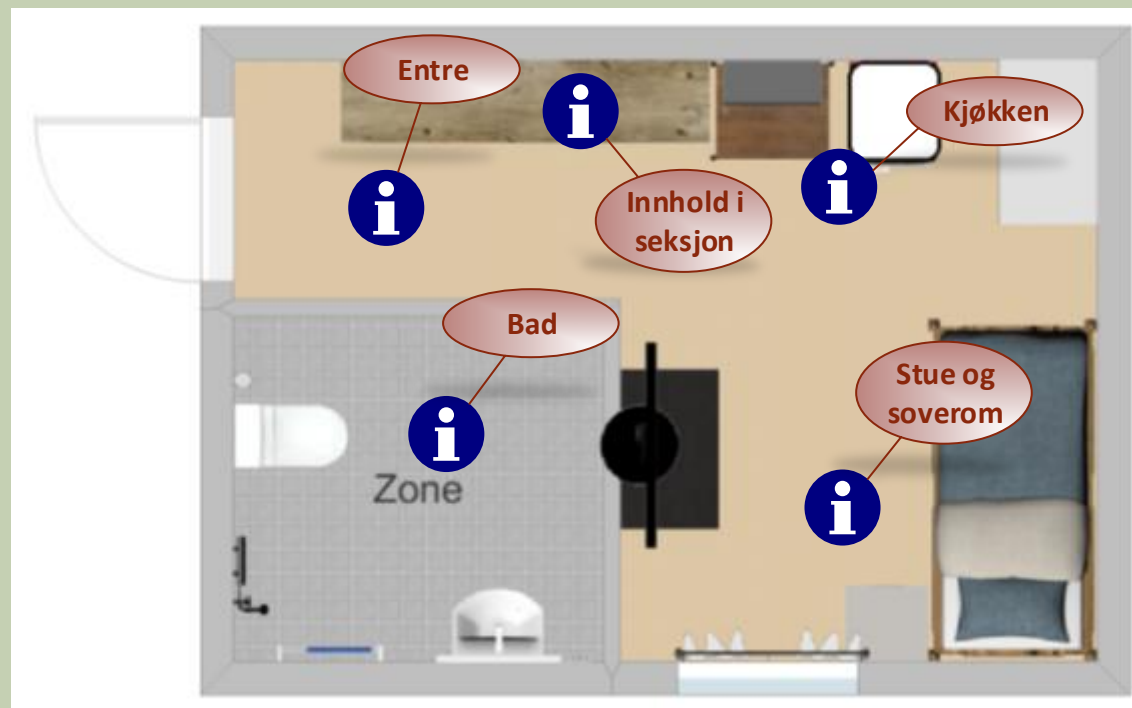 Entre
Kjøkken
Innhold i
seksjon
Bad
Stue og
soverom
Zone
i
i
i
i
i